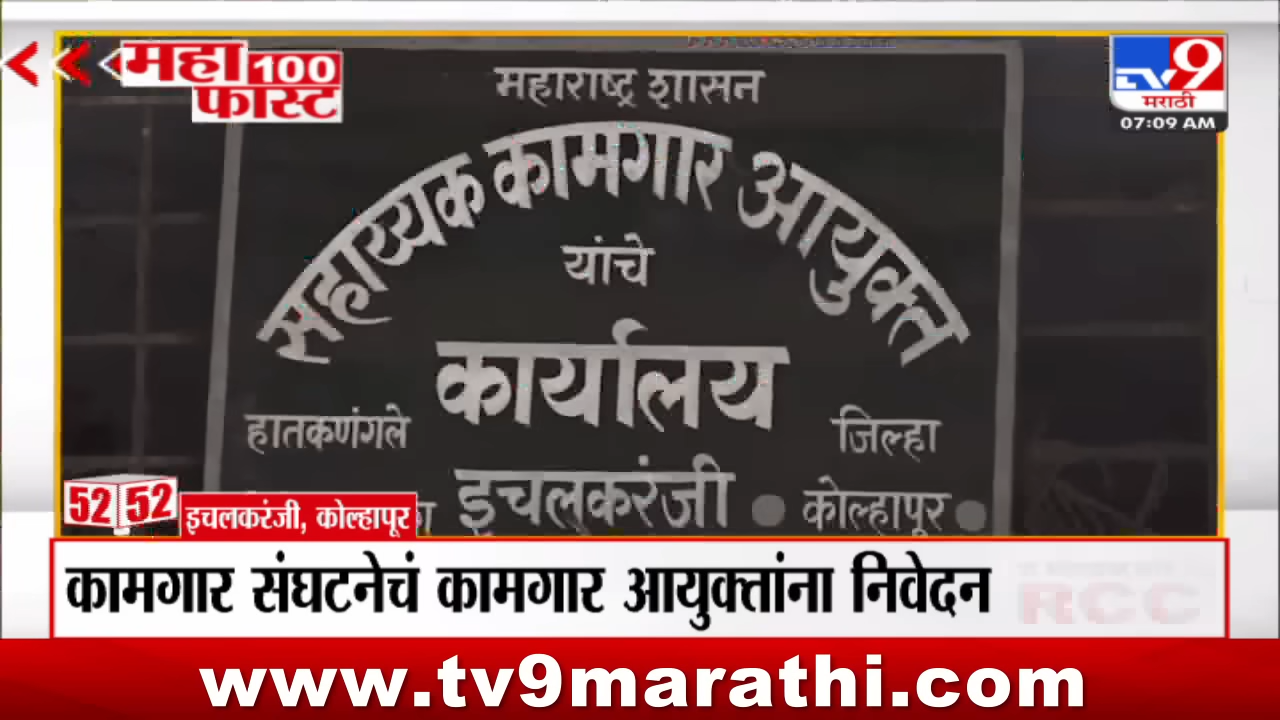 महा 100
फास्ट
TV9
मराठी
07:09 AM
महाराष्ट्र शासन
सहाय्यक कामगार आयुक्त
यांचे
कार्यालय
हातकणंगले
जिल्हा
इचलकरंजी
कोल्हापूर
52 52
इचलकरंजी, कोल्हापूर
कामगार संघटनेचं कामगार आयुक्तांना निवेदन
RCC
www.tv9marathi.com